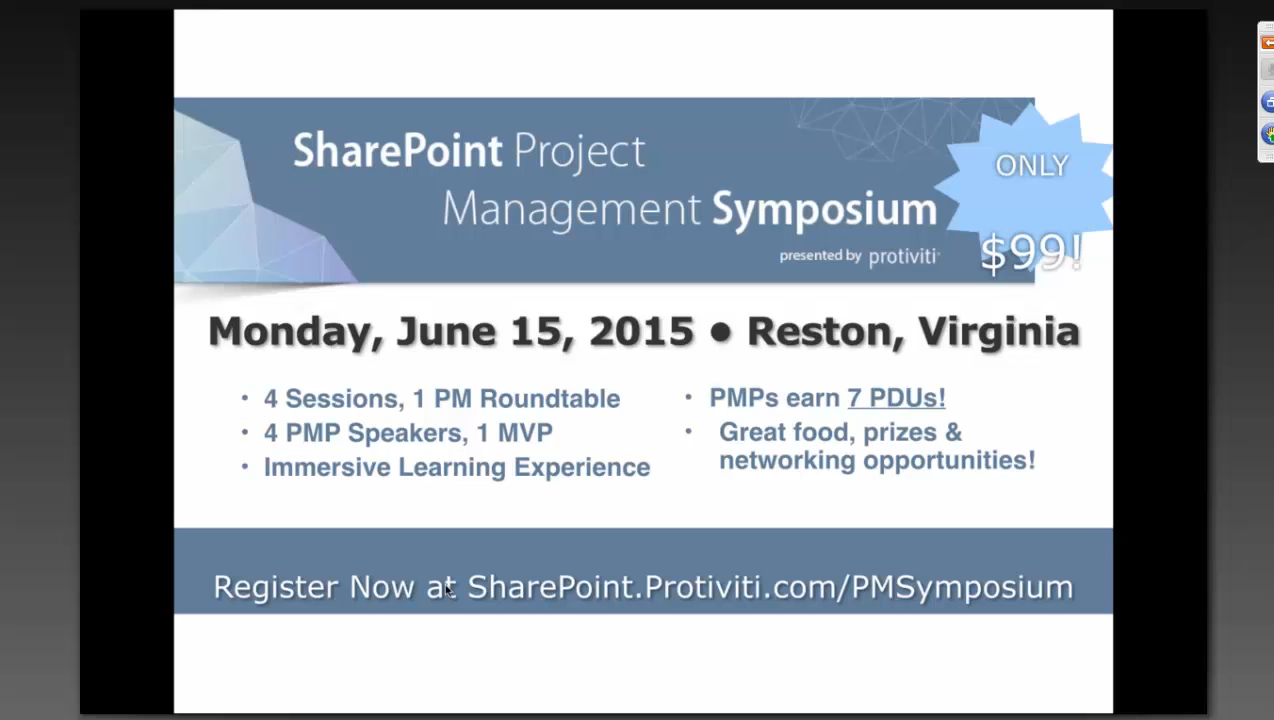 SharePoint Project
Management Symposium
presented by protiviti
ONLY
$99!
Monday, June 15, 2015 ● Reston, Virginia
• 4 Sessions, 1 PM Roundtable
• 4 PMP Speakers, 1 MVP
• Immersive Learning Experience
• PMPs earn 7 PDUs!
• Great food, prizes &
networking opportunities!
Register Now at SharePoint.Protiviti.com/PMSymposium